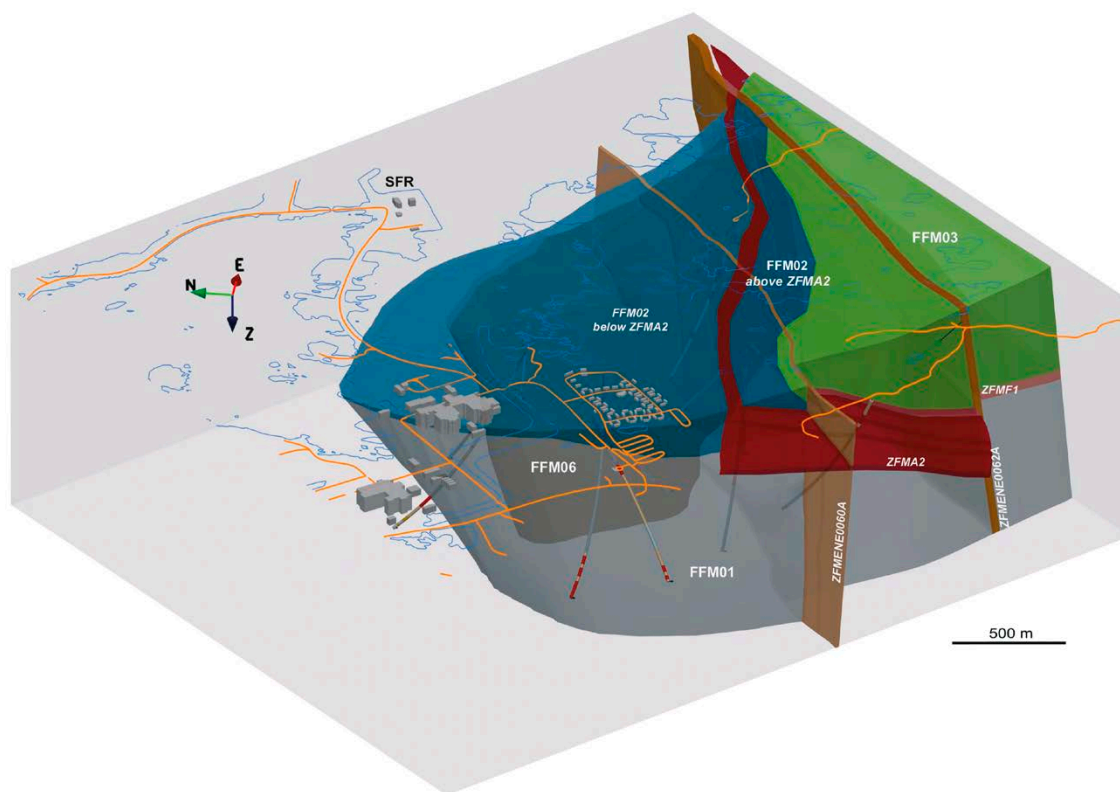 SFR
E
N
Z
FFM03
FFM02
above ZFMA2
FFM02
below ZFMA2
ZFMF1
ZFMA2
FFM06
ZFMENE0062A
ZFMENE0060A
FFM01
500 m